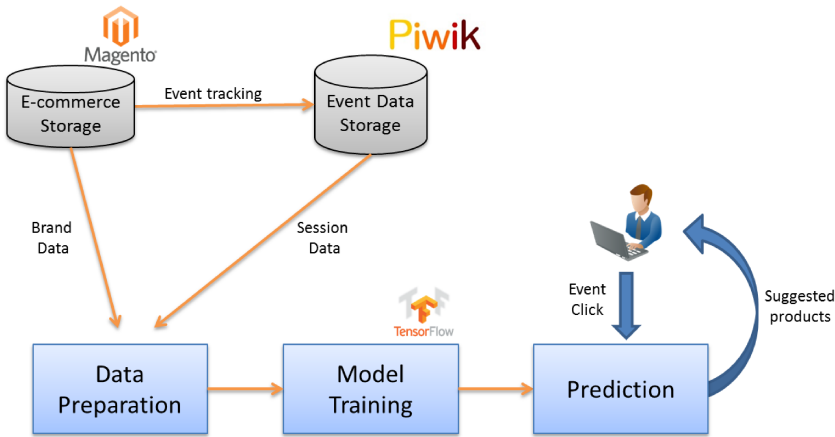 Magento
Piwik
E-commerce
Storage
Event tracking
Event Data
Storage
Brand
Data
Session
Data
Event
Click
Suggested
products
TensorFlow
Data
Preparation
Model
Training
Prediction